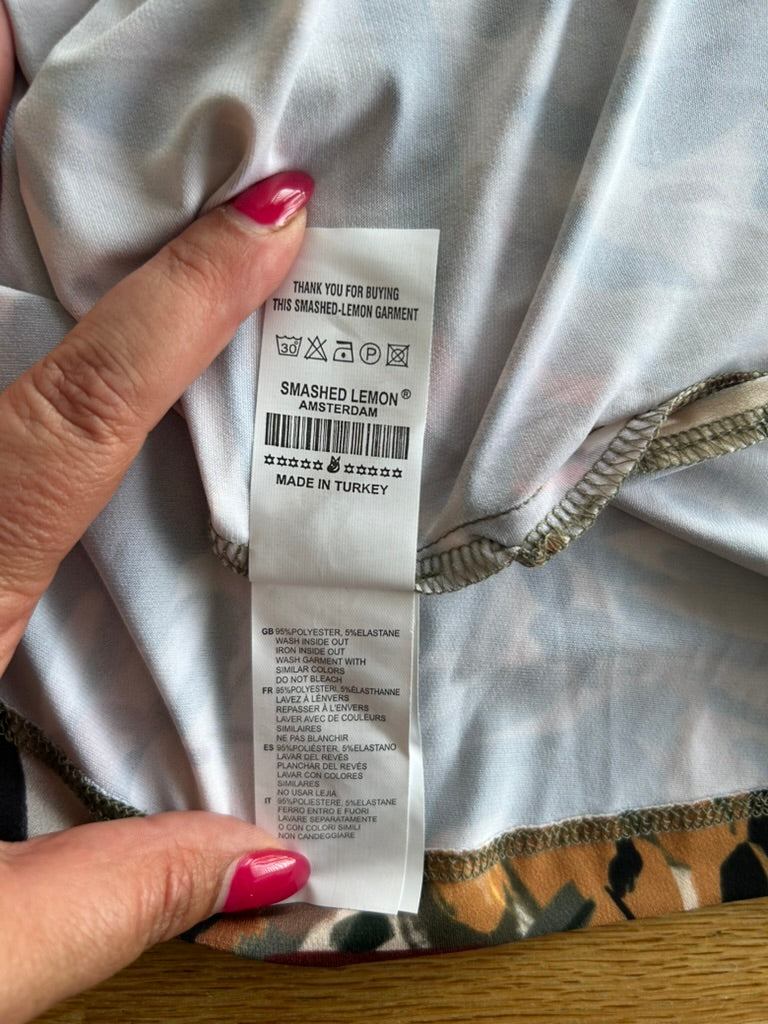 THANK YOU FOR BUYING
THIS SMASHED-LEMON GARMENT
30 P
SMASHED LEMON®
AMSTERDAM
MADE IN TURKEY
GB 95%POLYESTER, 5%ELASTANE
WASH INSIDE OUT
IRON INSIDE OUT
WASH GARMENT WITH
SIMILAR COLORS
DO NOT BLEACH
FR 95%POLYESTERI, 5%ÉLASTHANNE
LAVEZ À LÉNVERS
REPASSER À L'ENVERS
LAVER AVEC DE COULEURS
SIMILAIRES
NE PAS BLANCHIR
ES 95%POLIÉSTER, 5%ELASTANO
LAVAR DEL REVÉS
PLANCHAR DEL REVÉS
LAVAR CON COLORES
SIMILARES
NO USAR LEJIA
IT 95%POLIESTERE, 5%ELASTANE
FERRO ENTRO E FUORI
LAVARE SEPARATAMENTE
O CON COLORI SIMILI
NON CANDEGGIARE